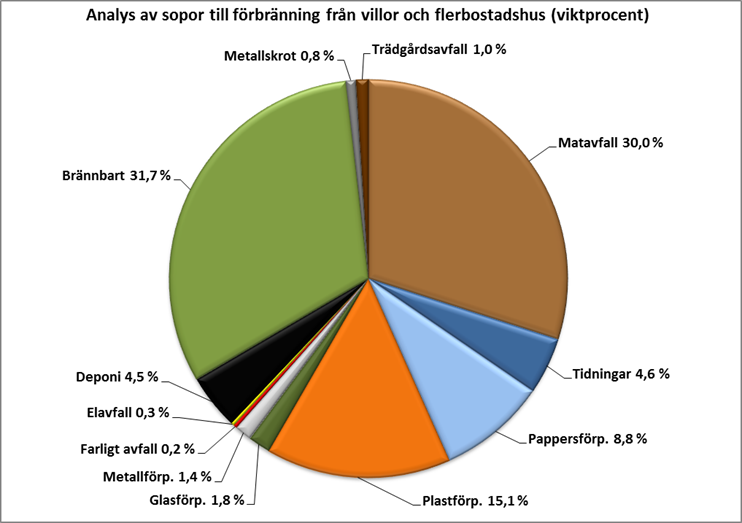 Analys av sopor till förbränning från villor och flerbostadshus (viktprocent)
Metallskrot 0,8 %
Trädgårdsavfall 1,0 %
Matavfall 30,0 %
Brännbart 31,7 %
Tidningar 4,6 %
Deponi 4,5 %
Elavfall 0,3 %
Pappersförp. 8,8 %
Farligt avfall 0,2 %
Metallförp. 1,4 %
Glasförp. 1,8 %
Plastförp. 15,1 %